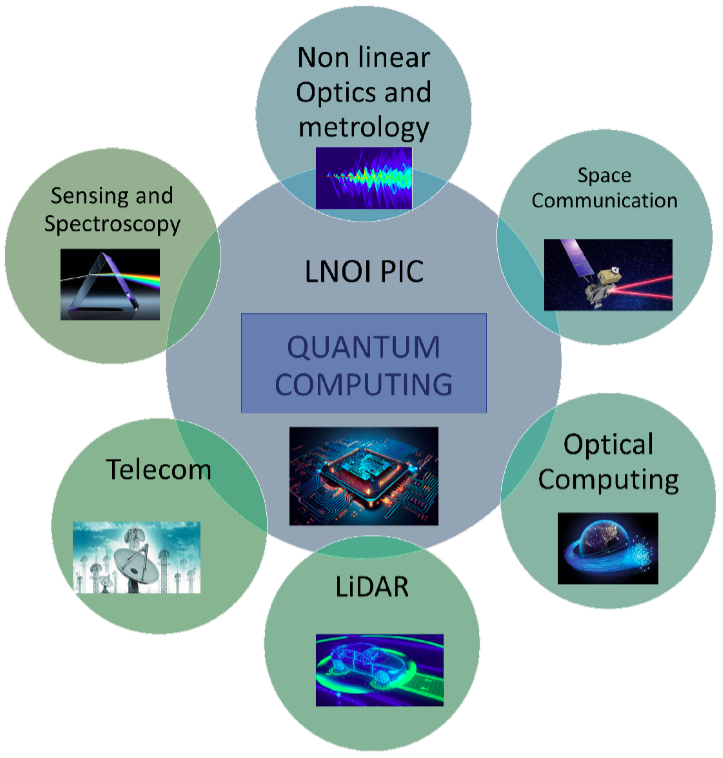 Non linear
Optics and
metrology
Space
Communication
Sensing and
Spectroscopy
LNOI PIC
QUANTUM
COMPUTING
Optical
Computing
Telecom
LiDAR